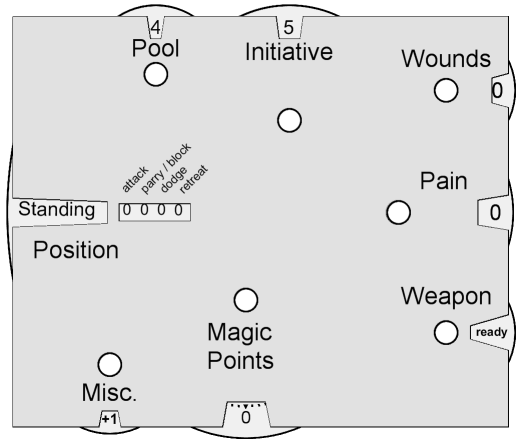 4
5
Pool
Initiative
Wounds
0
attack
parry / block
dodge
retreat
Pain
Standing
0 0 0 0
0
Position
Weapon
ready
Magic
Points
Misc.
+1
0